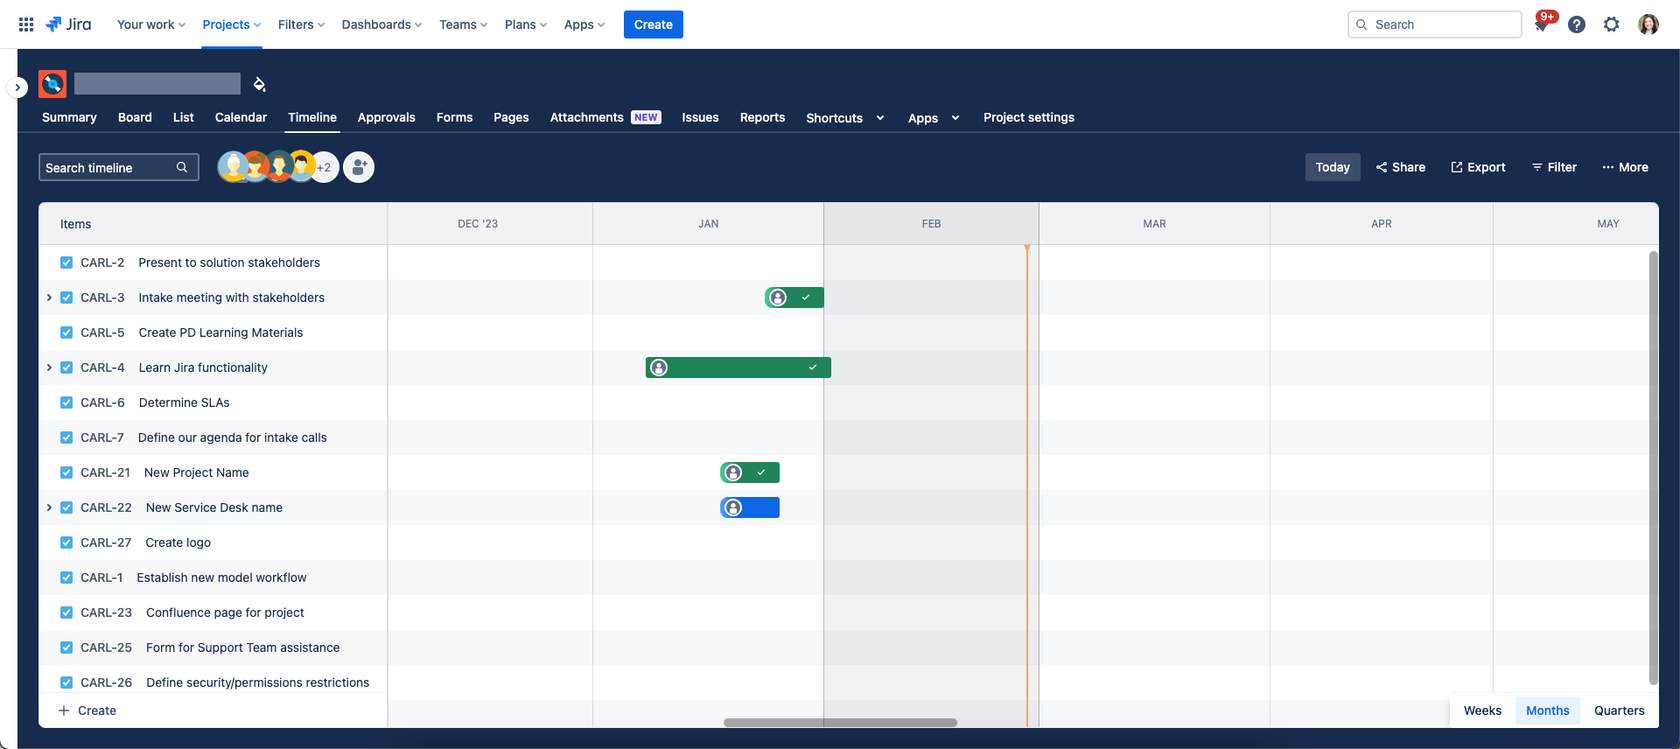 Jira Your work Projects Filters Dashboards Teams Plans Apps Create Search 9+
Summary Board List Calendar Timeline Approvals Forms Pages Attachments NEW Issues Reports Shortcuts Apps Project settings
Search timeline +2 Today Share Export Filter More
Items DEC '23 JAN FEB MAR APR MAY
CARL-2 Present to solution stakeholders
CARL-3 Intake meeting with stakeholders
CARL-5 Create PD Learning Materials
CARL-4 Learn Jira functionality
CARL-6 Determine SLAs
CARL-7 Define our agenda for intake calls
CARL-21 New Project Name
CARL-22 New Service Desk name
CARL-27 Create logo
CARL-1 Establish new model workflow
CARL-23 Confluence page for project
CARL-25 Form for Support Team assistance
CARL-26 Define security/permissions restrictions
+ Create Weeks Months Quarters